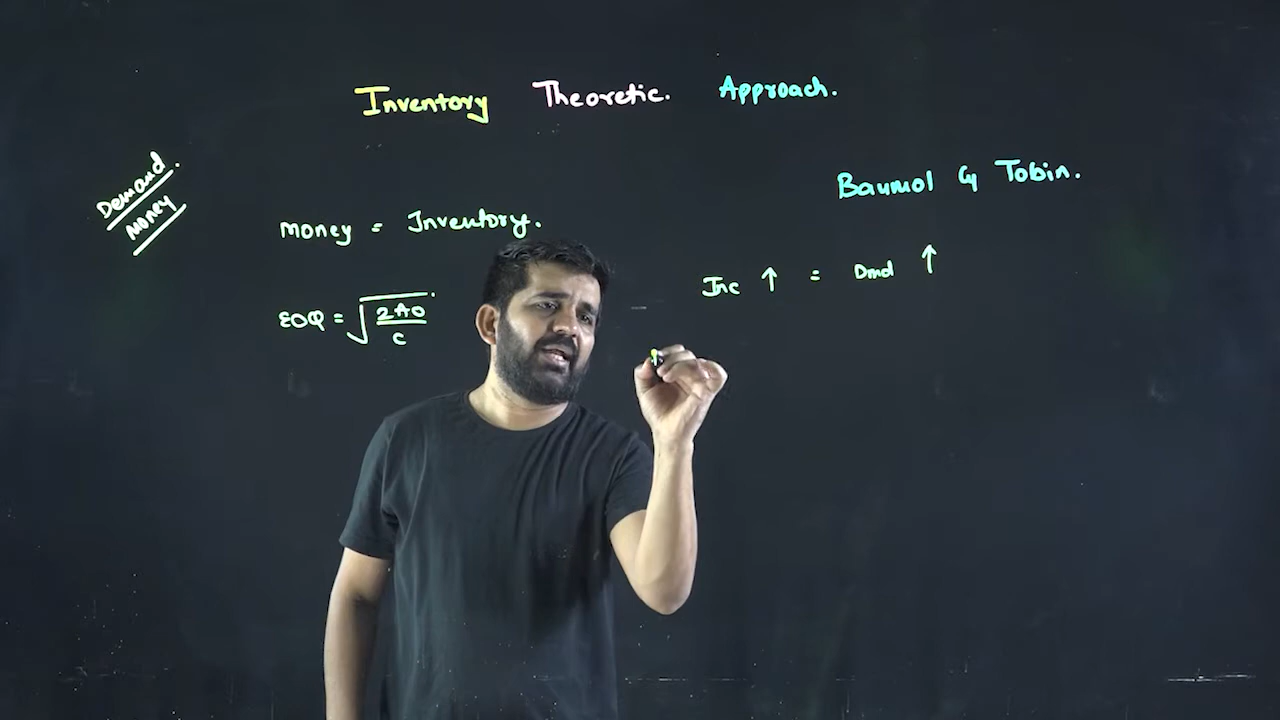 Inventory Theoretic. Approach.
Demand.
Money
Baumol & Tobin.
Money = Inventory.
Inc ↑ = Dmd ↑
EOQ = √2AO/C